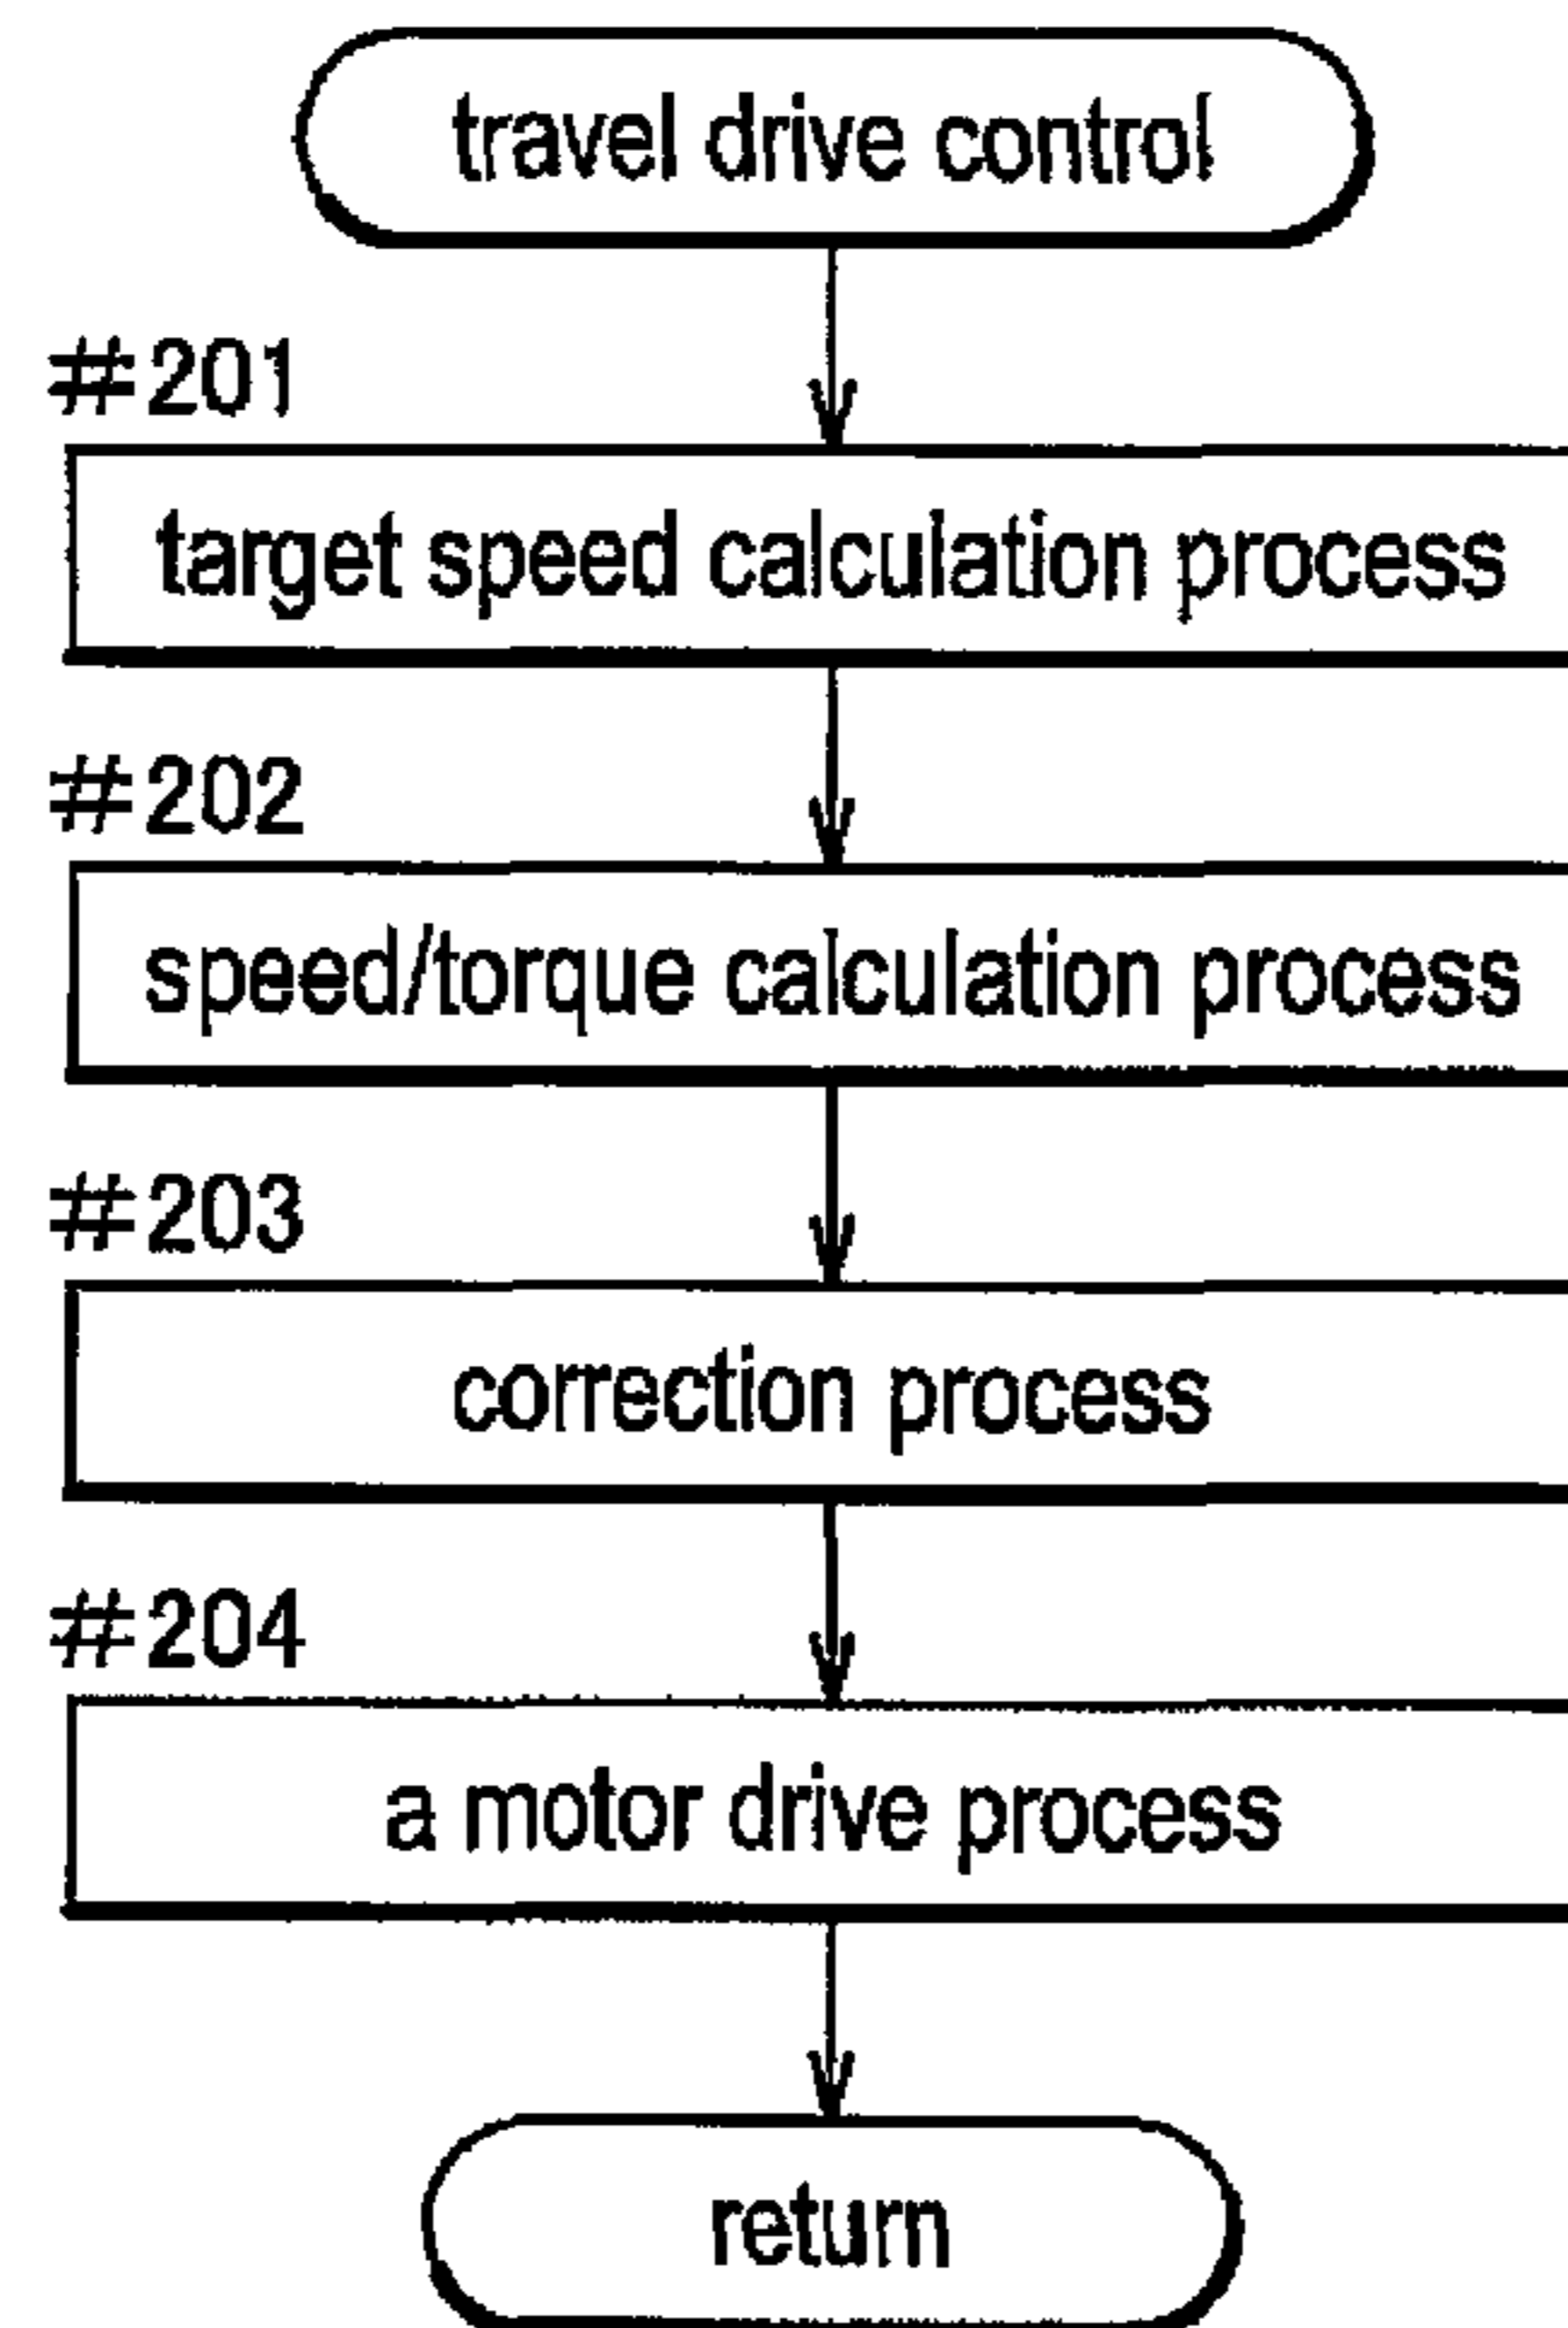 travel drive control
#201
target speed calculation process
#202
speed/torque calculation process
#203
correction process
#204
a motor drive process
return